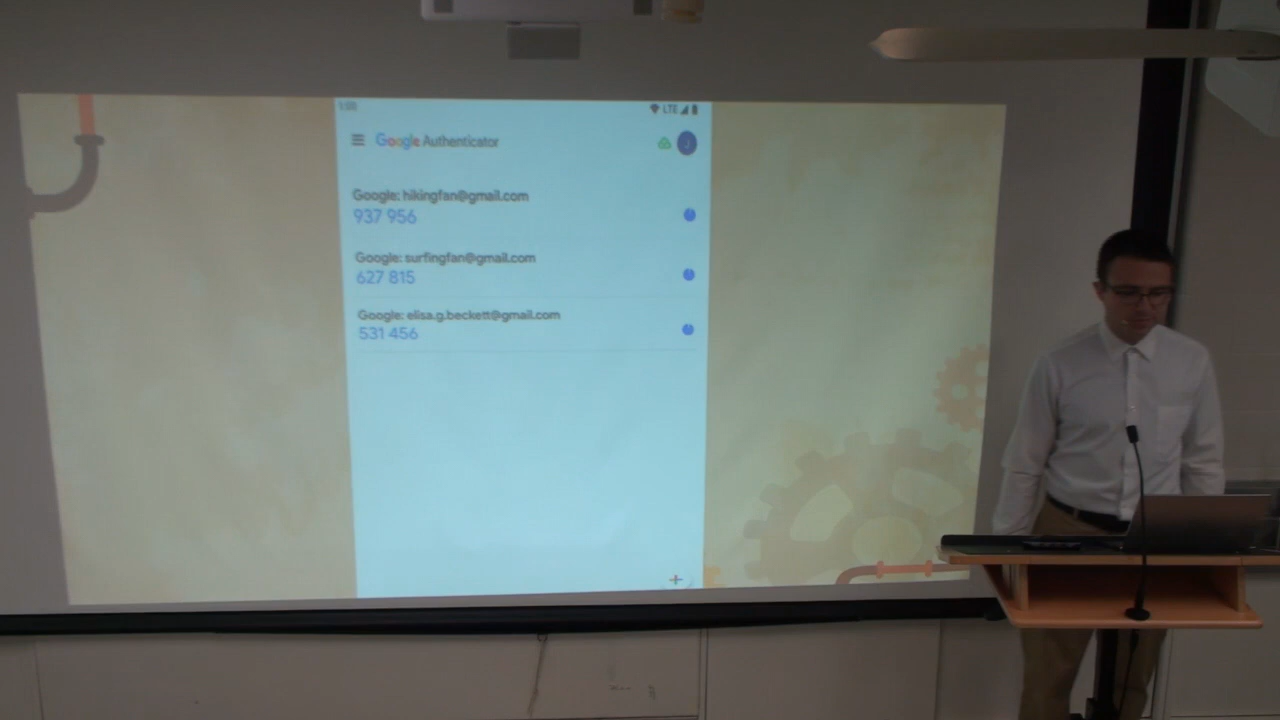 LTE
Google Authenticator
Google: hikingfan@gmail.com
937 956
Google: surfingfan@gmail.com
627 815
Google: elisa.g.beckett@gmail.com
531 456
+